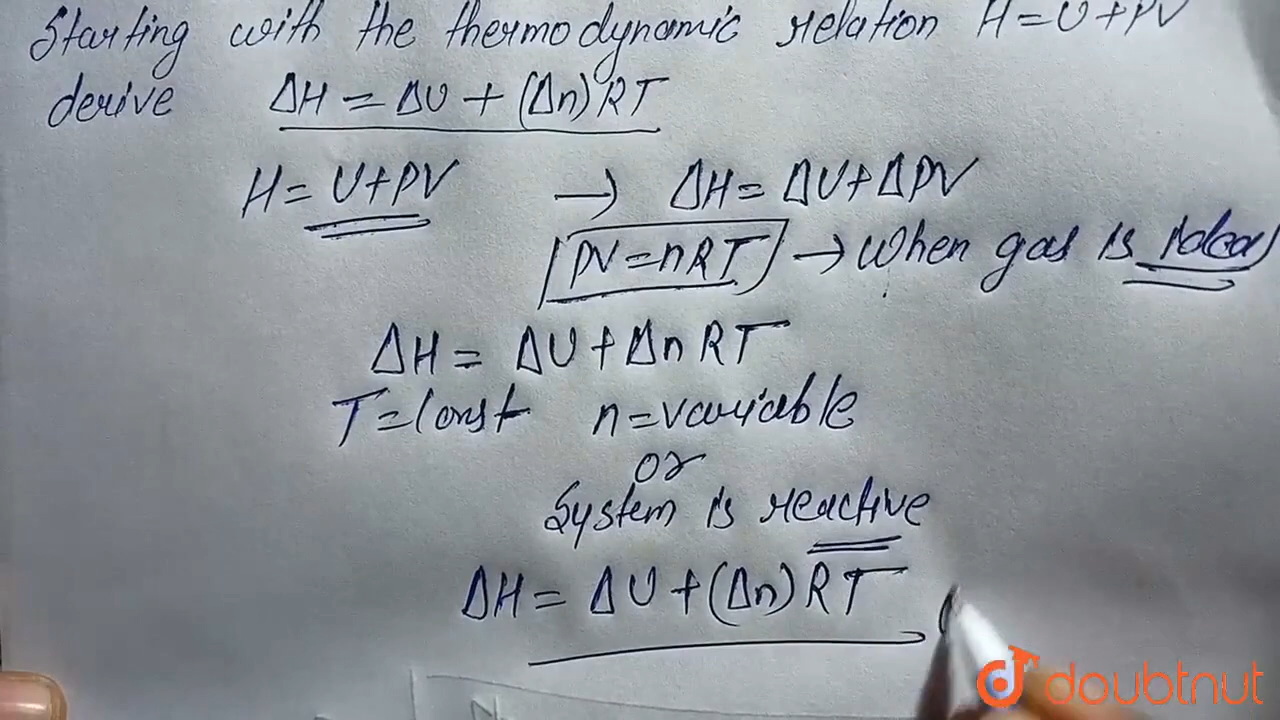 Starting with the thermodynamic relation H = U + PV
derive ΔH = ΔU + (Δn) RT
H = U + PV → ΔH = ΔU + ΔPV
PV = nRT → When gas is Ideal
ΔH = ΔU + Δn RT
T = Const n = variable
or
System is reactive
ΔH = ΔU + (Δn) RT
doubtnut